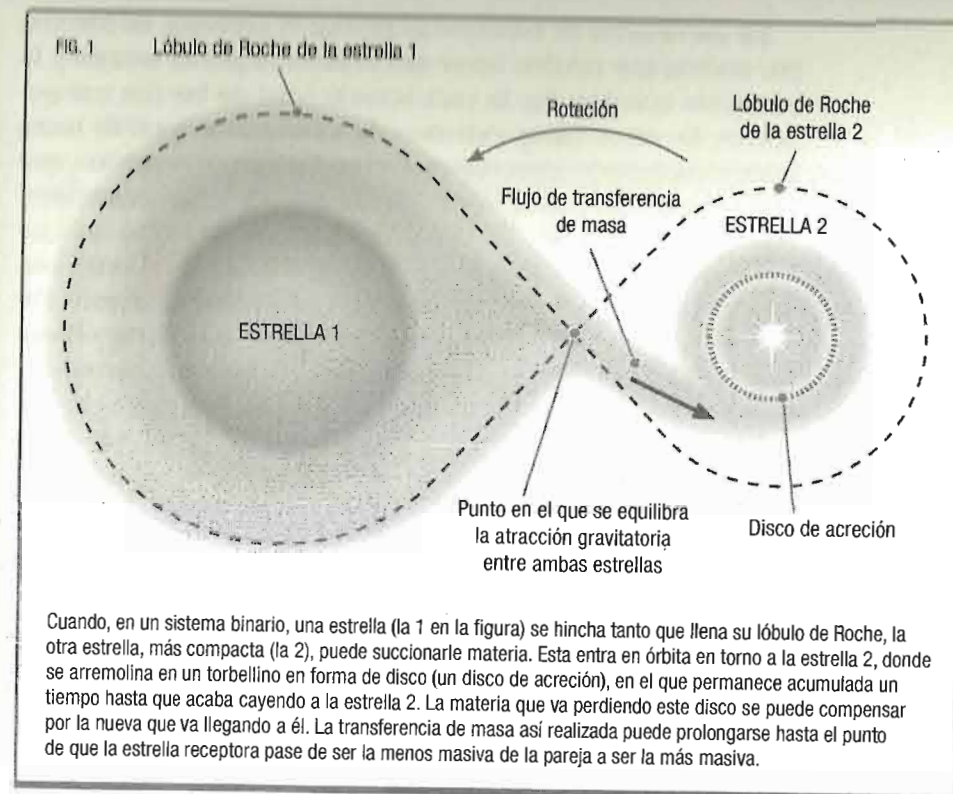 FIG. 1
Lóbulo de Roche de la estrella 1
Rotación
Lóbulo de Roche
de la estrella 2
Flujo de transferencia
de masa
ESTRELLA 2
ESTRELLA 1
Punto en el que se equilibra
la atracción gravitatoria
entre ambas estrellas
Disco de acreción
Cuando, en un sistema binario, una estrella (la 1 en la figura) se hincha tanto que llena su lóbulo de Roche, la
otra estrella, más compacta (la 2), puede succionarle materia. Esta entra en órbita en torno a la estrella 2, donde
se arremolina en un torbellino en forma de disco (un disco de acreción), en el que permanece acumulada un
tiempo hasta que acaba cayendo a la estrella 2. La materia que va perdiendo este disco se puede compensar
por la nueva que va llegando a él. La transferencia de masa así realizada puede prolongarse hasta el punto
de que la estrella receptora pase de ser la menos masiva de la pareja a ser la más masiva.